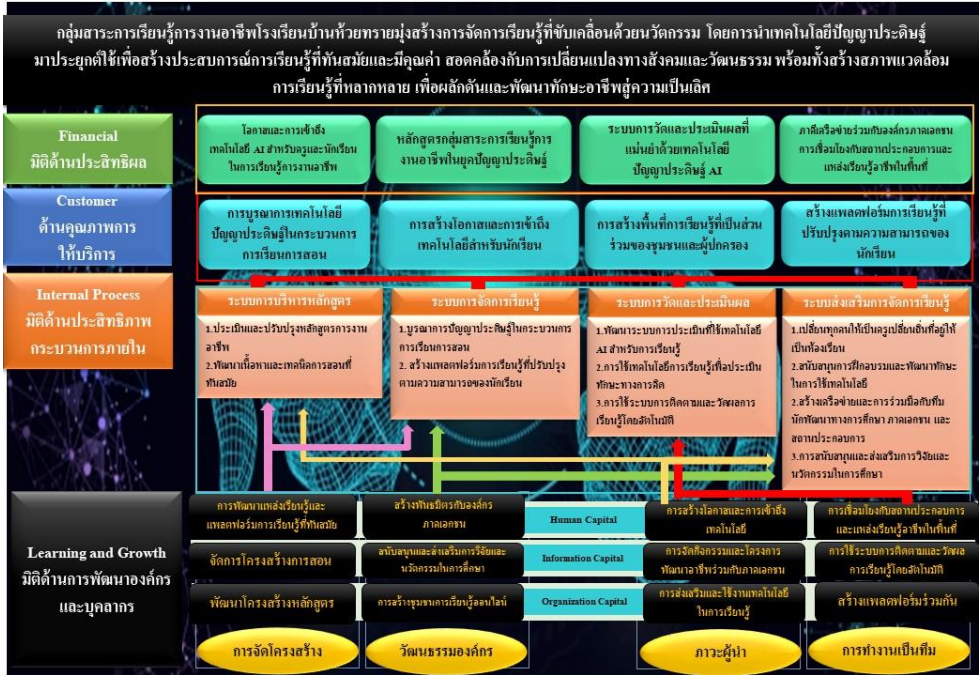 กลุ่มสาระการเรียนรู้การงานอาชีพโรงเรียนบ้านห้วยทรายมุ่งสร้างการจัดการเรียนรู้ที่ขับเคลื่อนด้วยนวัตกรรม โดยการนำเทคโนโลยีปัญญาประดิษฐ์
มาประยุกต์ใช้เพื่อสร้างประสบการณ์การเรียนรู้ที่ทันสมัยและมีคุณค่า สอดคล้องกับการเปลี่ยนแปลงทางสังคมและวัฒนธรรม พร้อมทั้งสร้างสภาพแวดล้อม
การเรียนรู้ที่หลากหลาย เพื่อผลักดันและพัฒนาทักษะอาชีพสู่ความเป็นเลิศ
Financial
มิติด้านประสิทธิผล
โอกาสและการเข้าถึง
เทคโนโลยี AI สำหรับครูและนักเรียน
ในการเรียนรู้การงานอาชีพ
หลักสูตรกลุ่มสาระการเรียนรู้การ
งานอาชีพในยุคปัญญาประดิษฐ์
ระบบการวัดและประเมินผลที่
แม่นยำด้วยเทคโนโลยี
ปัญญาประดิษฐ์ AI
ภาคีเครือข่ายร่วมกับองค์กรภาคเอกชน
การเชื่อมโยงกับสถานประกอบการและ
แหล่งเรียนรู้อาชีพในพื้นที่
Customer
ด้านคุณภาพการ
ให้บริการ
การบูรณาการเทคโนโลยี
ปัญญาประดิษฐ์ในกระบวนการ
การเรียนการสอน
การสร้างโอกาสและการเข้าถึง
เทคโนโลยีสำหรับนักเรียน
การสร้างพื้นที่การเรียนรู้ที่เป็นส่วน
ร่วมของชุมชนและผู้ปกครอง
สร้างแพลตฟอร์มการเรียนรู้ที่
ปรับปรุงตามความสามารถของ
นักเรียน
Internal Process
มิติด้านประสิทธิภาพ
กระบวนการภายใน
ระบบการบริหารหลักสูตร
1.ประเมินและปรับปรุงหลักสูตรการงาน
อาชีพ
2.พัฒนาเนื้อหาและเทคนิคการสอนที่
ทันสมัย
ระบบการจัดการเรียนรู้
1.บูรณาการปัญญาประดิษฐ์ในกระบวนการ
การเรียนการสอน
2. สร้างแพลตฟอร์มการเรียนรู้ที่ปรับปรุง
ตามความสามารถของนักเรียน
ระบบการวัดและประเมินผล
1.พัฒนาระบบการประเมินที่ใช้เทคโนโลยี
AI สำหรับการเรียนรู้
2.การใช้เทคโนโลยีการเรียนรู้เพื่อประเมิน
ทักษะทางการคิด
3.การใช้ระบบการติดตามและวัดผลการ
เรียนรู้โดยอัตโนมัติ
ระบบส่งเสริมการจัดการเรียนรู้
1.เปลี่ยนทุกคนให้เป็นครูเปลี่ยนถิ่นที่อยู่ให้
เป็นห้องเรียน
2.สนับสนุนการฝึกอบรมและพัฒนาทักษะ
ในการใช้เทคโนโลยี
2.สร้างเครือข่ายและการร่วมมือกับทีม
นักพัฒนาทางการศึกษา ภาคเอกชน และ
สถานประกอบการ
3.การสนับสนุนและส่งเสริมการวิจัยและ
นวัตกรรมในการศึกษา
Learning and Growth
มิติด้านการพัฒนาองค์กร
และบุคลากร
การพัฒนาแหล่งเรียนรู้และ
แพลตฟอร์มการเรียนรู้ที่ทันสมัย
สร้างพันธมิตรกับองค์กร
ภาคเอกชน
Human Capital
การสร้างโอกาสและการเข้าถึง
เทคโนโลยี
การเชื่อมโยงกับสถานประกอบการ
และแหล่งเรียนรู้อาชีพในพื้นที่
จัดการโครงสร้างการสอน
สนับสนุนและส่งเสริมการวิจัยและ
นวัตกรรมในการศึกษา
Information Capital
การจัดกิจกรรมและโครงการ
พัฒนาอาชีพร่วมกับภาคเอกชน
การใช้ระบบการติดตามและวัดผล
การเรียนรู้โดยอัตโนมัติ
พัฒนาโครงสร้างหลักสูตร
การสร้างชุมชนการเรียนรู้ออนไลน์
Organization Capital
การส่งเสริมและใช้งานเทคโนโลยี
ในการเรียนรู้
สร้างแพลตฟอร์มร่วมกัน
การจัดโครงสร้าง
วัฒนธรรมองค์กร
ภาวะผู้นำ
การทำงานเป็นทีม